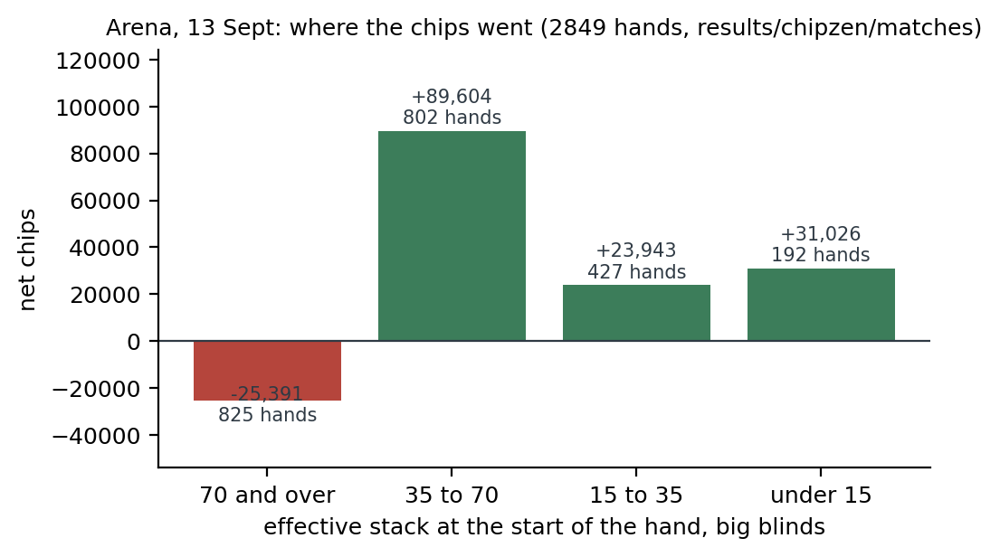 Arena, 13 Sept: where the chips went (2849 hands, results/chipzen/matches)
120000
100000
80000
60000
40000
20000
0
−20000
−40000
net chips
+89,604
802 hands
+23,943
427 hands
+31,026
192 hands
-25,391
825 hands
70 and over
35 to 70
15 to 35
under 15
effective stack at the start of the hand, big blinds